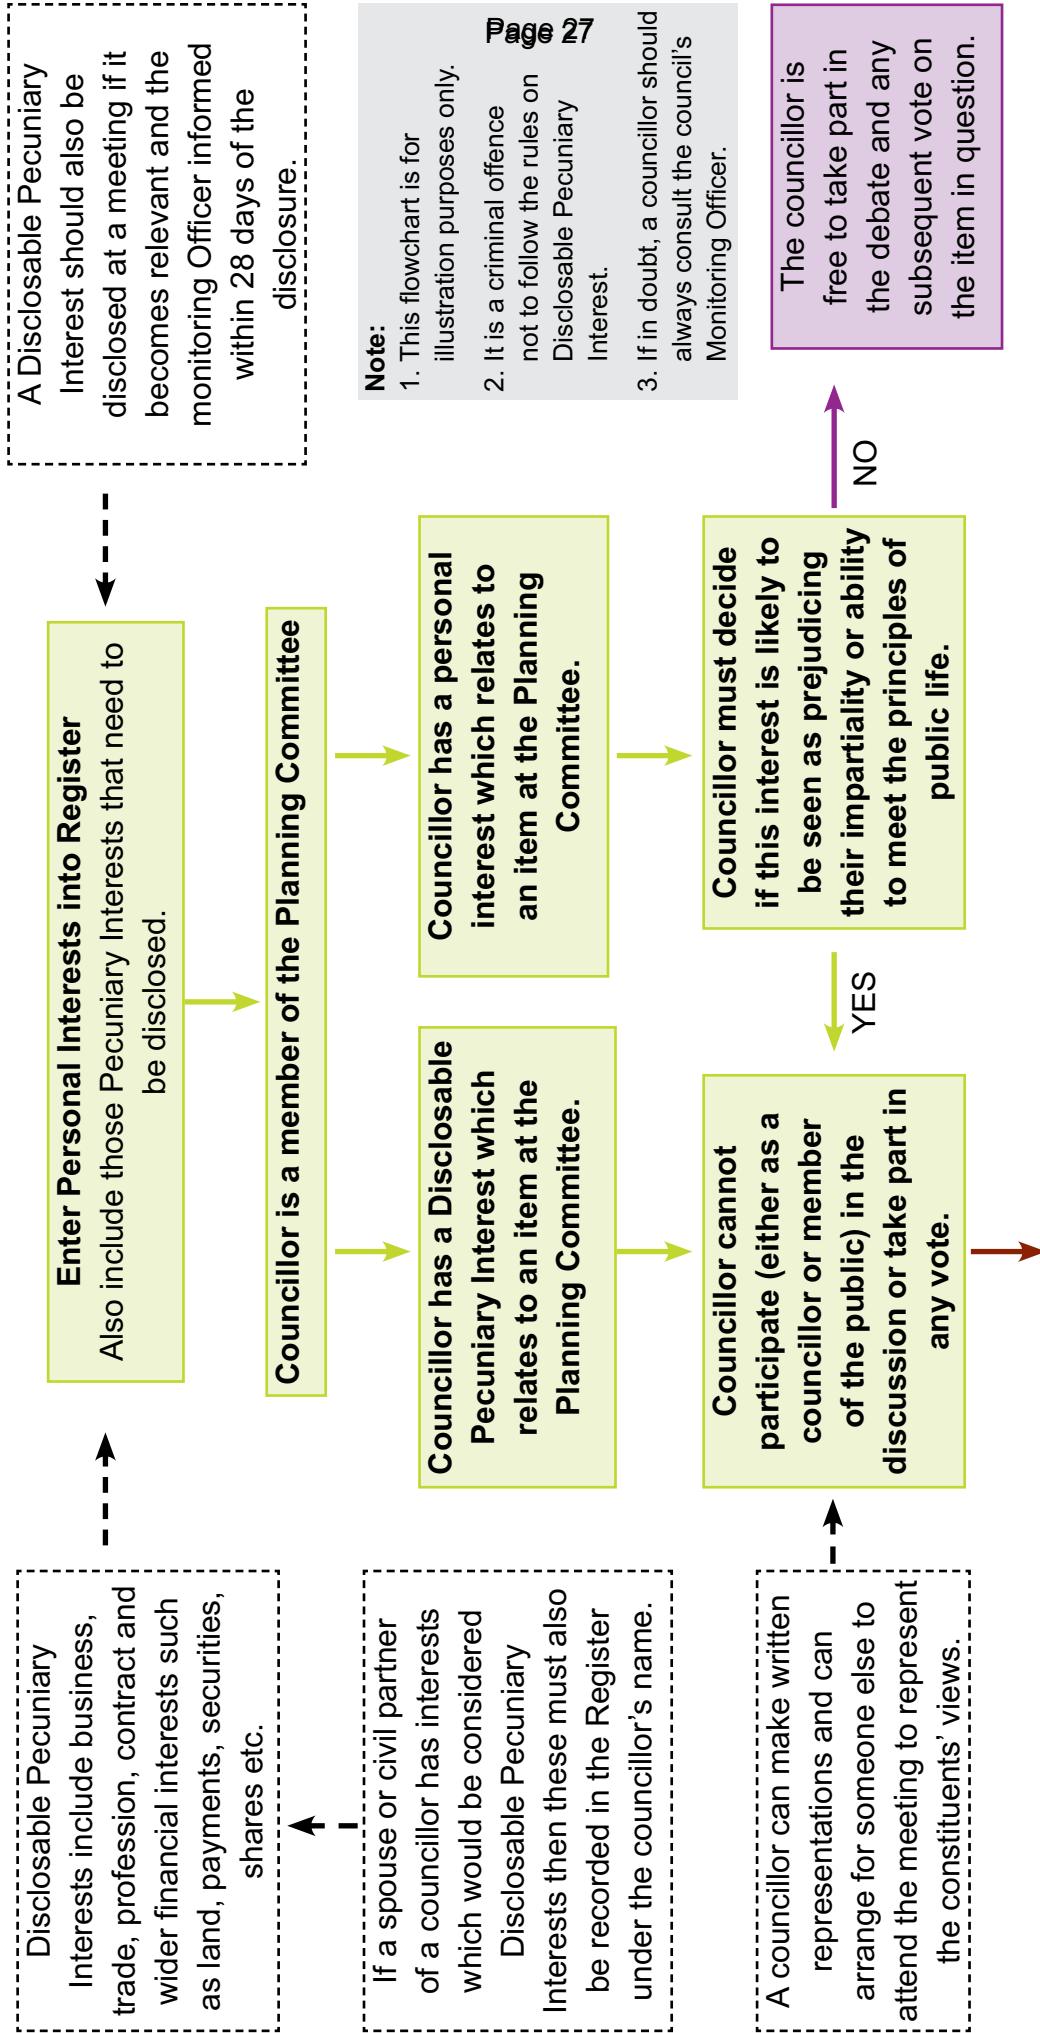 Page 27
Page 27
Disclosable Pecuniary
Interests include business,
trade, profession, contract and
wider financial interests such
as land, payments, securities,
shares etc.
Enter Personal Interests into Register
Also include those Pecuniary Interests that need to
be disclosed.
A Disclosable Pecuniary
Interest should also be
disclosed at a meeting if it
becomes relevant and the
monitoring Officer informed
within 28 days of the
disclosure.
Councillor is a member of the Planning Committee
If a spouse or civil partner
of a councillor has interests
which would be considered
Disclosable Pecuniary
Interests then these must also
be recorded in the Register
under the councillor's name.
Councillor has a Disclosable
Pecuniary Interest which
relates to an item at the
Planning Committee.
Councillor has a personal
interest which relates to
an item at the Planning
Committee.
Note:
1. This flowchart is for
illustration purposes only.
2. It is a criminal offence
not to follow the rules on
Disclosable Pecuniary
Interest.
3. If in doubt, a councillor should
always consult the council's
Monitoring Officer.
A councillor can make written
representations and can
arrange for someone else to
attend the meeting to represent
the constituents' views.
Councillor cannot
participate (either as a
councillor or member
of the public) in the
discussion or take part in
any vote.
YES
Councillor must decide
if this interest is likely to
be seen as prejudicing
their impartiality or ability
to meet the principles of
public life.
NO
The councillor is
free to take part in
the debate and any
subsequent vote on
the item in question.